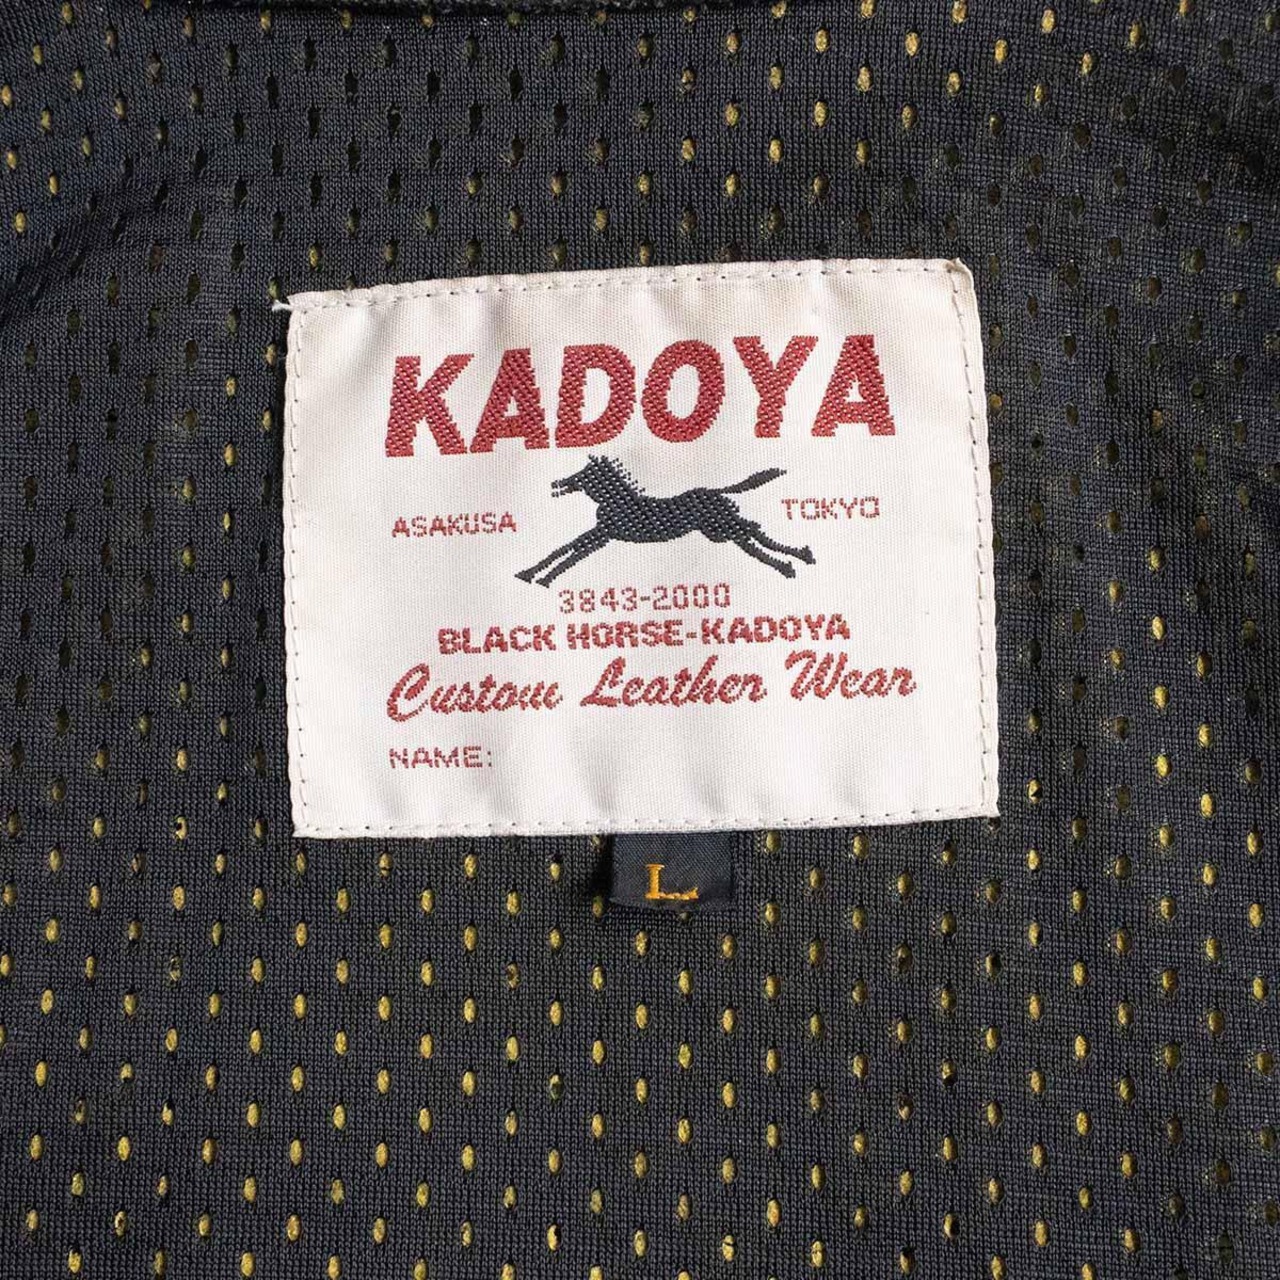 KADOYA
ASAKUSA TOKYO
3843-2000
BLACK HORSE-KADOYA
Custom Leather Wear
NAME:
L